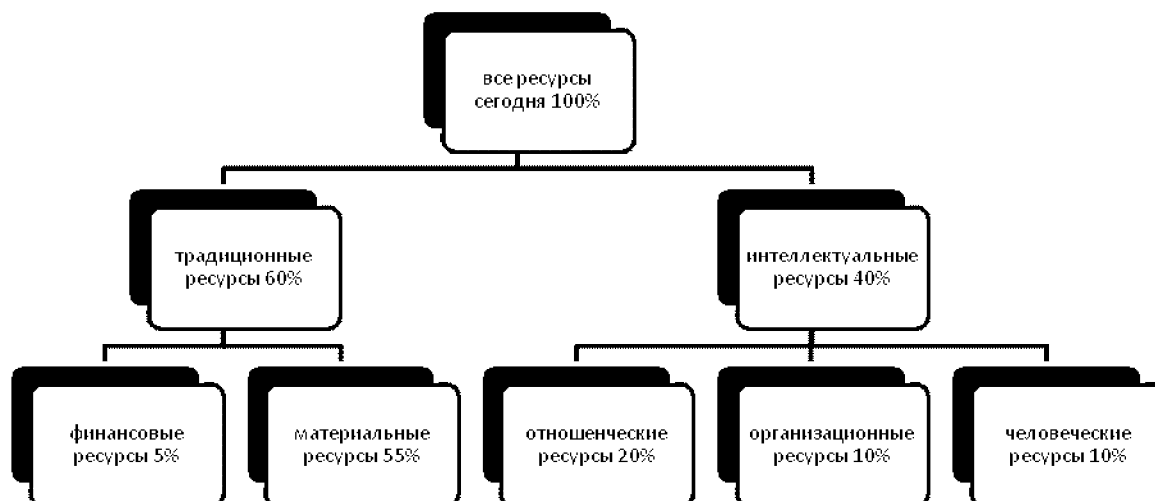 все ресурсы
сегодня 100%
традиционные
ресурсы 60%
интеллектуальные
ресурсы 40%
финансовые
ресурсы 5%
материальные
ресурсы 55%
отношенческие
ресурсы 20%
организационные
ресурсы 10%
человеческие
ресурсы 10%